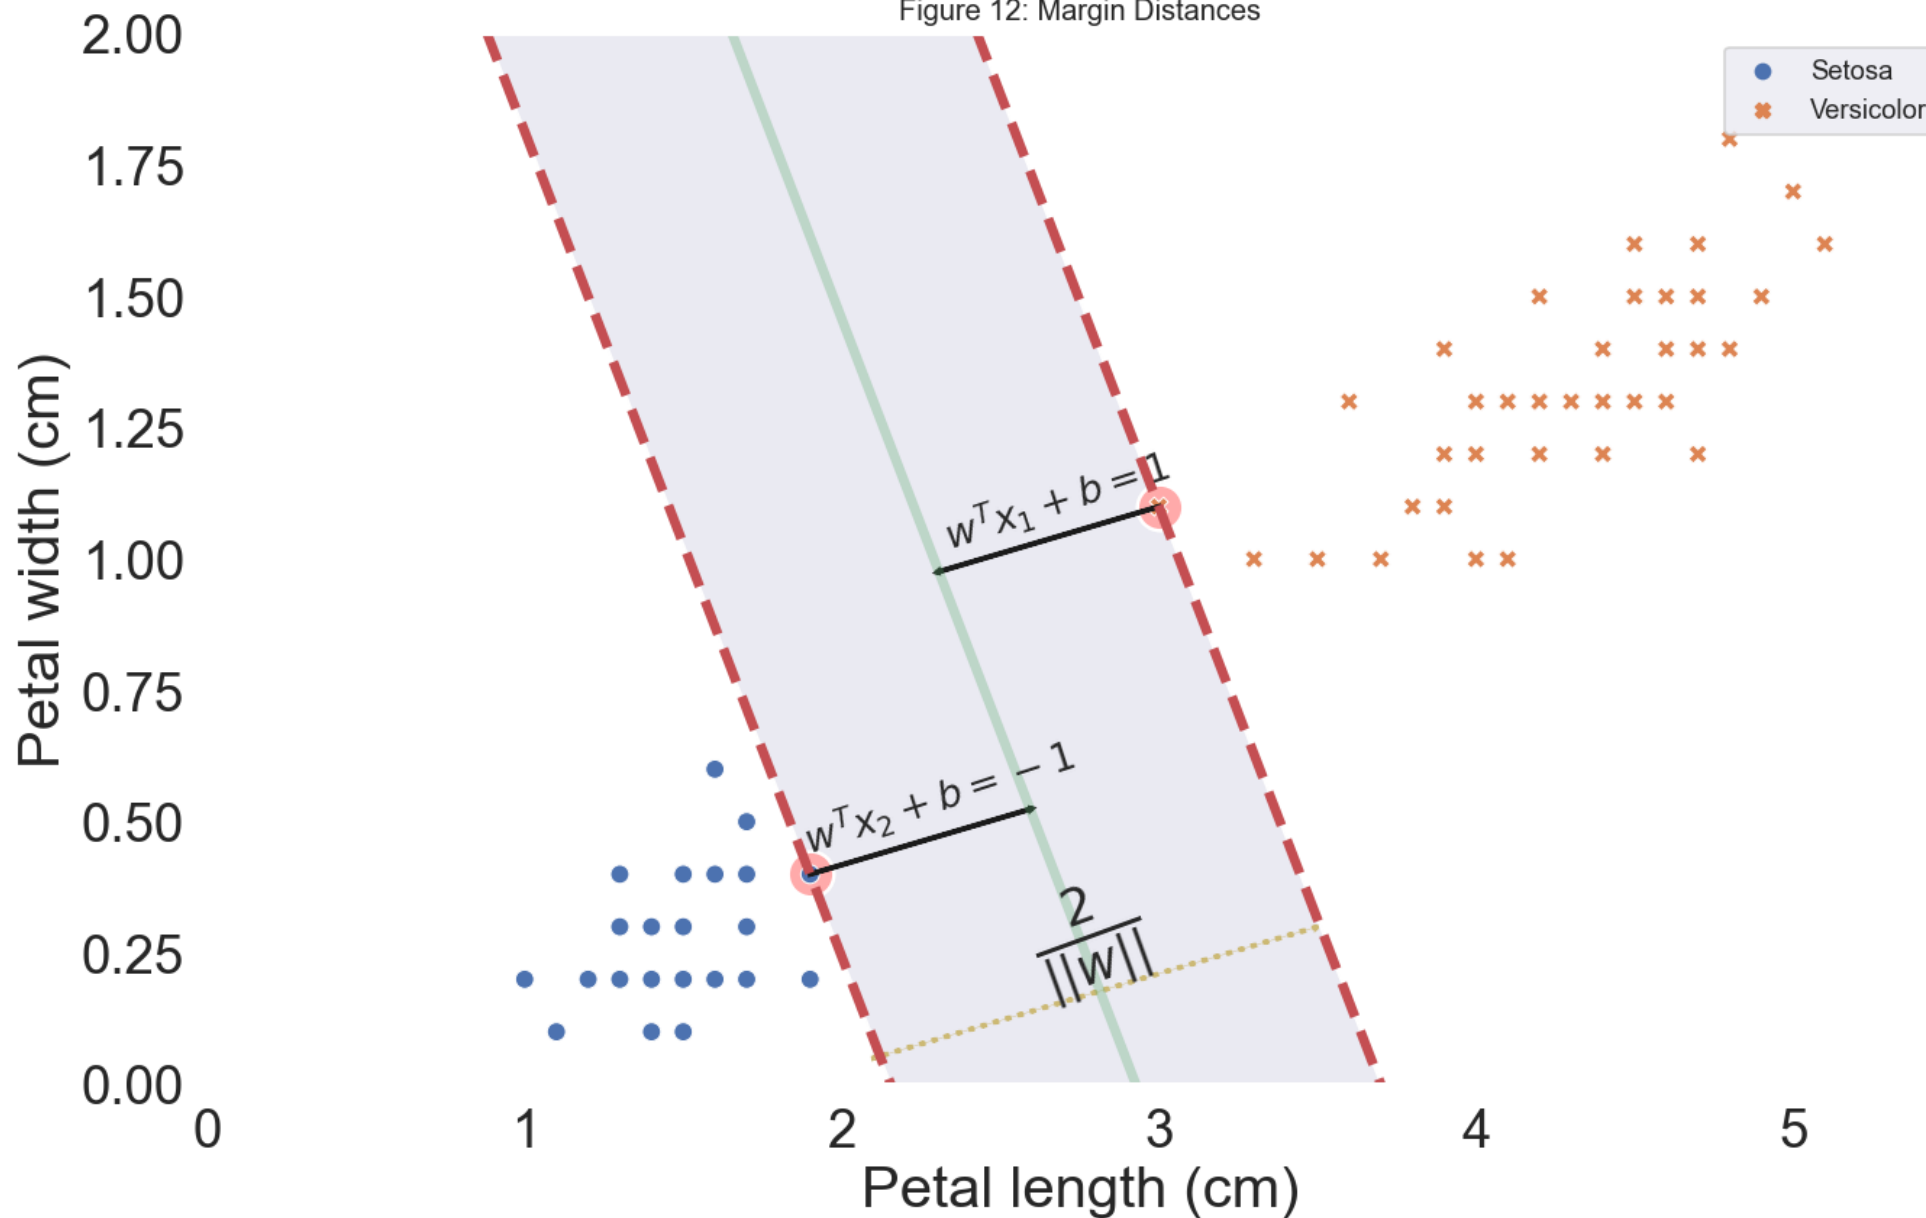 Figure 12: Margin Distances
Setosa
Versicolor
Petal width (cm)
2.00
1.75
1.50
1.25
1.00
0.75
0.50
0.25
0.00
wᵀx₁ + b = 1
wᵀx₂ + b = − 1
2
||w||
0 1 2 3 4 5
Petal length (cm)